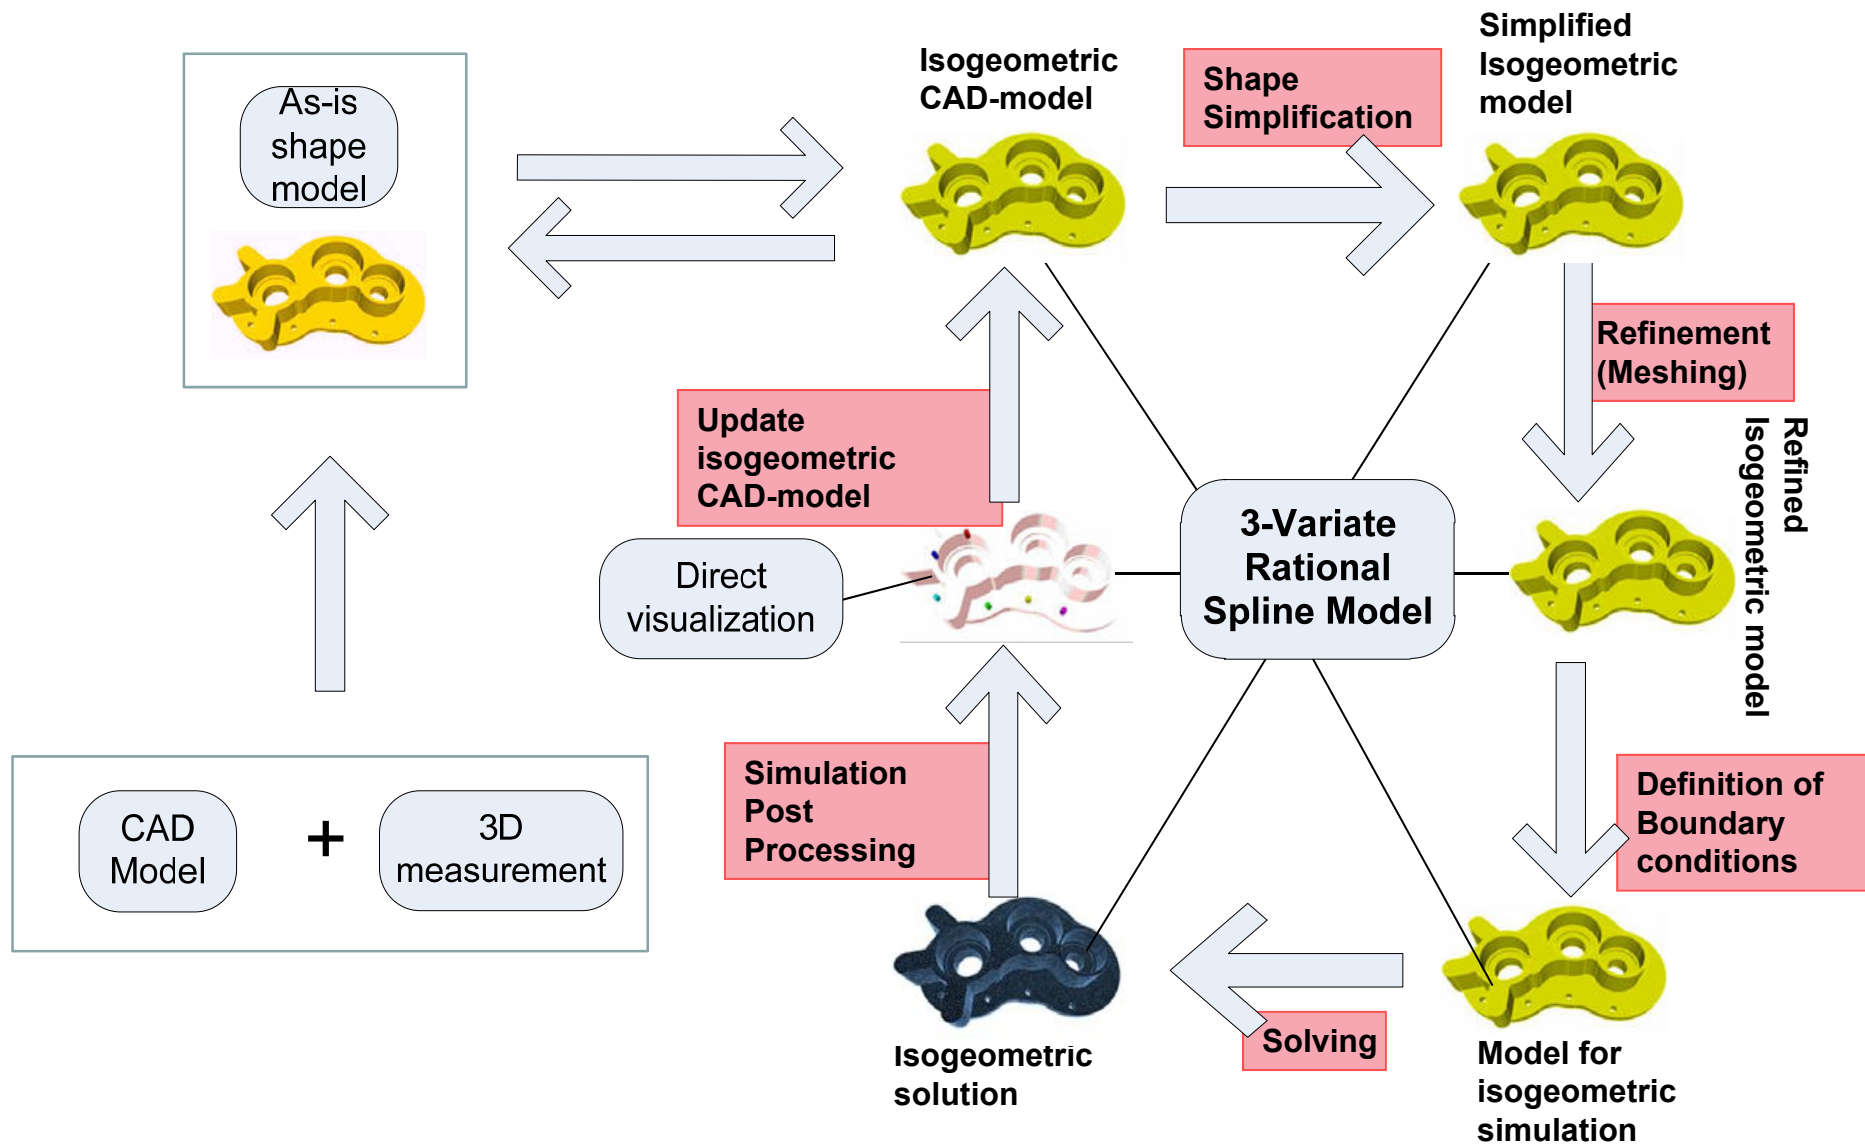 As-is
shape
model
Isogeometric
CAD-model
Shape
Simplification
Simplified
Isogeometric
model
Refinement
(Meshing)
Refined
Isogeometric model
Update
isogeometric
CAD-model
3-Variate
Rational
Spline Model
Direct
visualization
Simulation
Post
Processing
Definition of
Boundary
conditions
CAD
Model
+
3D
measurement
Solving
Isogeometric
solution
Model for
isogeometric
simulation